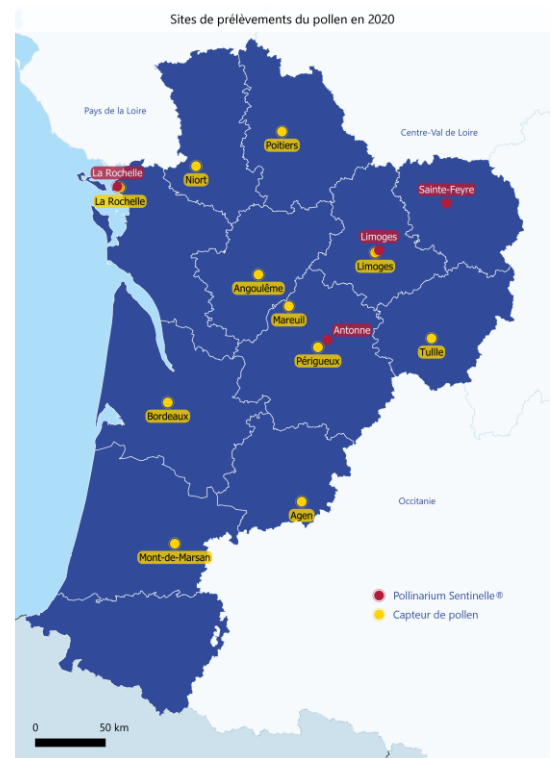 Sites de prélèvements du pollen en 2020
Pays de la Loire
Centre-Val de Loire
Poitiers
La Rochelle
Niort
Sainte-Feyre
La Rochelle
Limoges
Limoges
Angoulême
Mareuil
Antonne
Périgueux
Tullle
Bordeaux
Occitanie
Agen
Mont-de-Marsan
Pollinarium Sentinelle®
Capteur de pollen
0 50 km